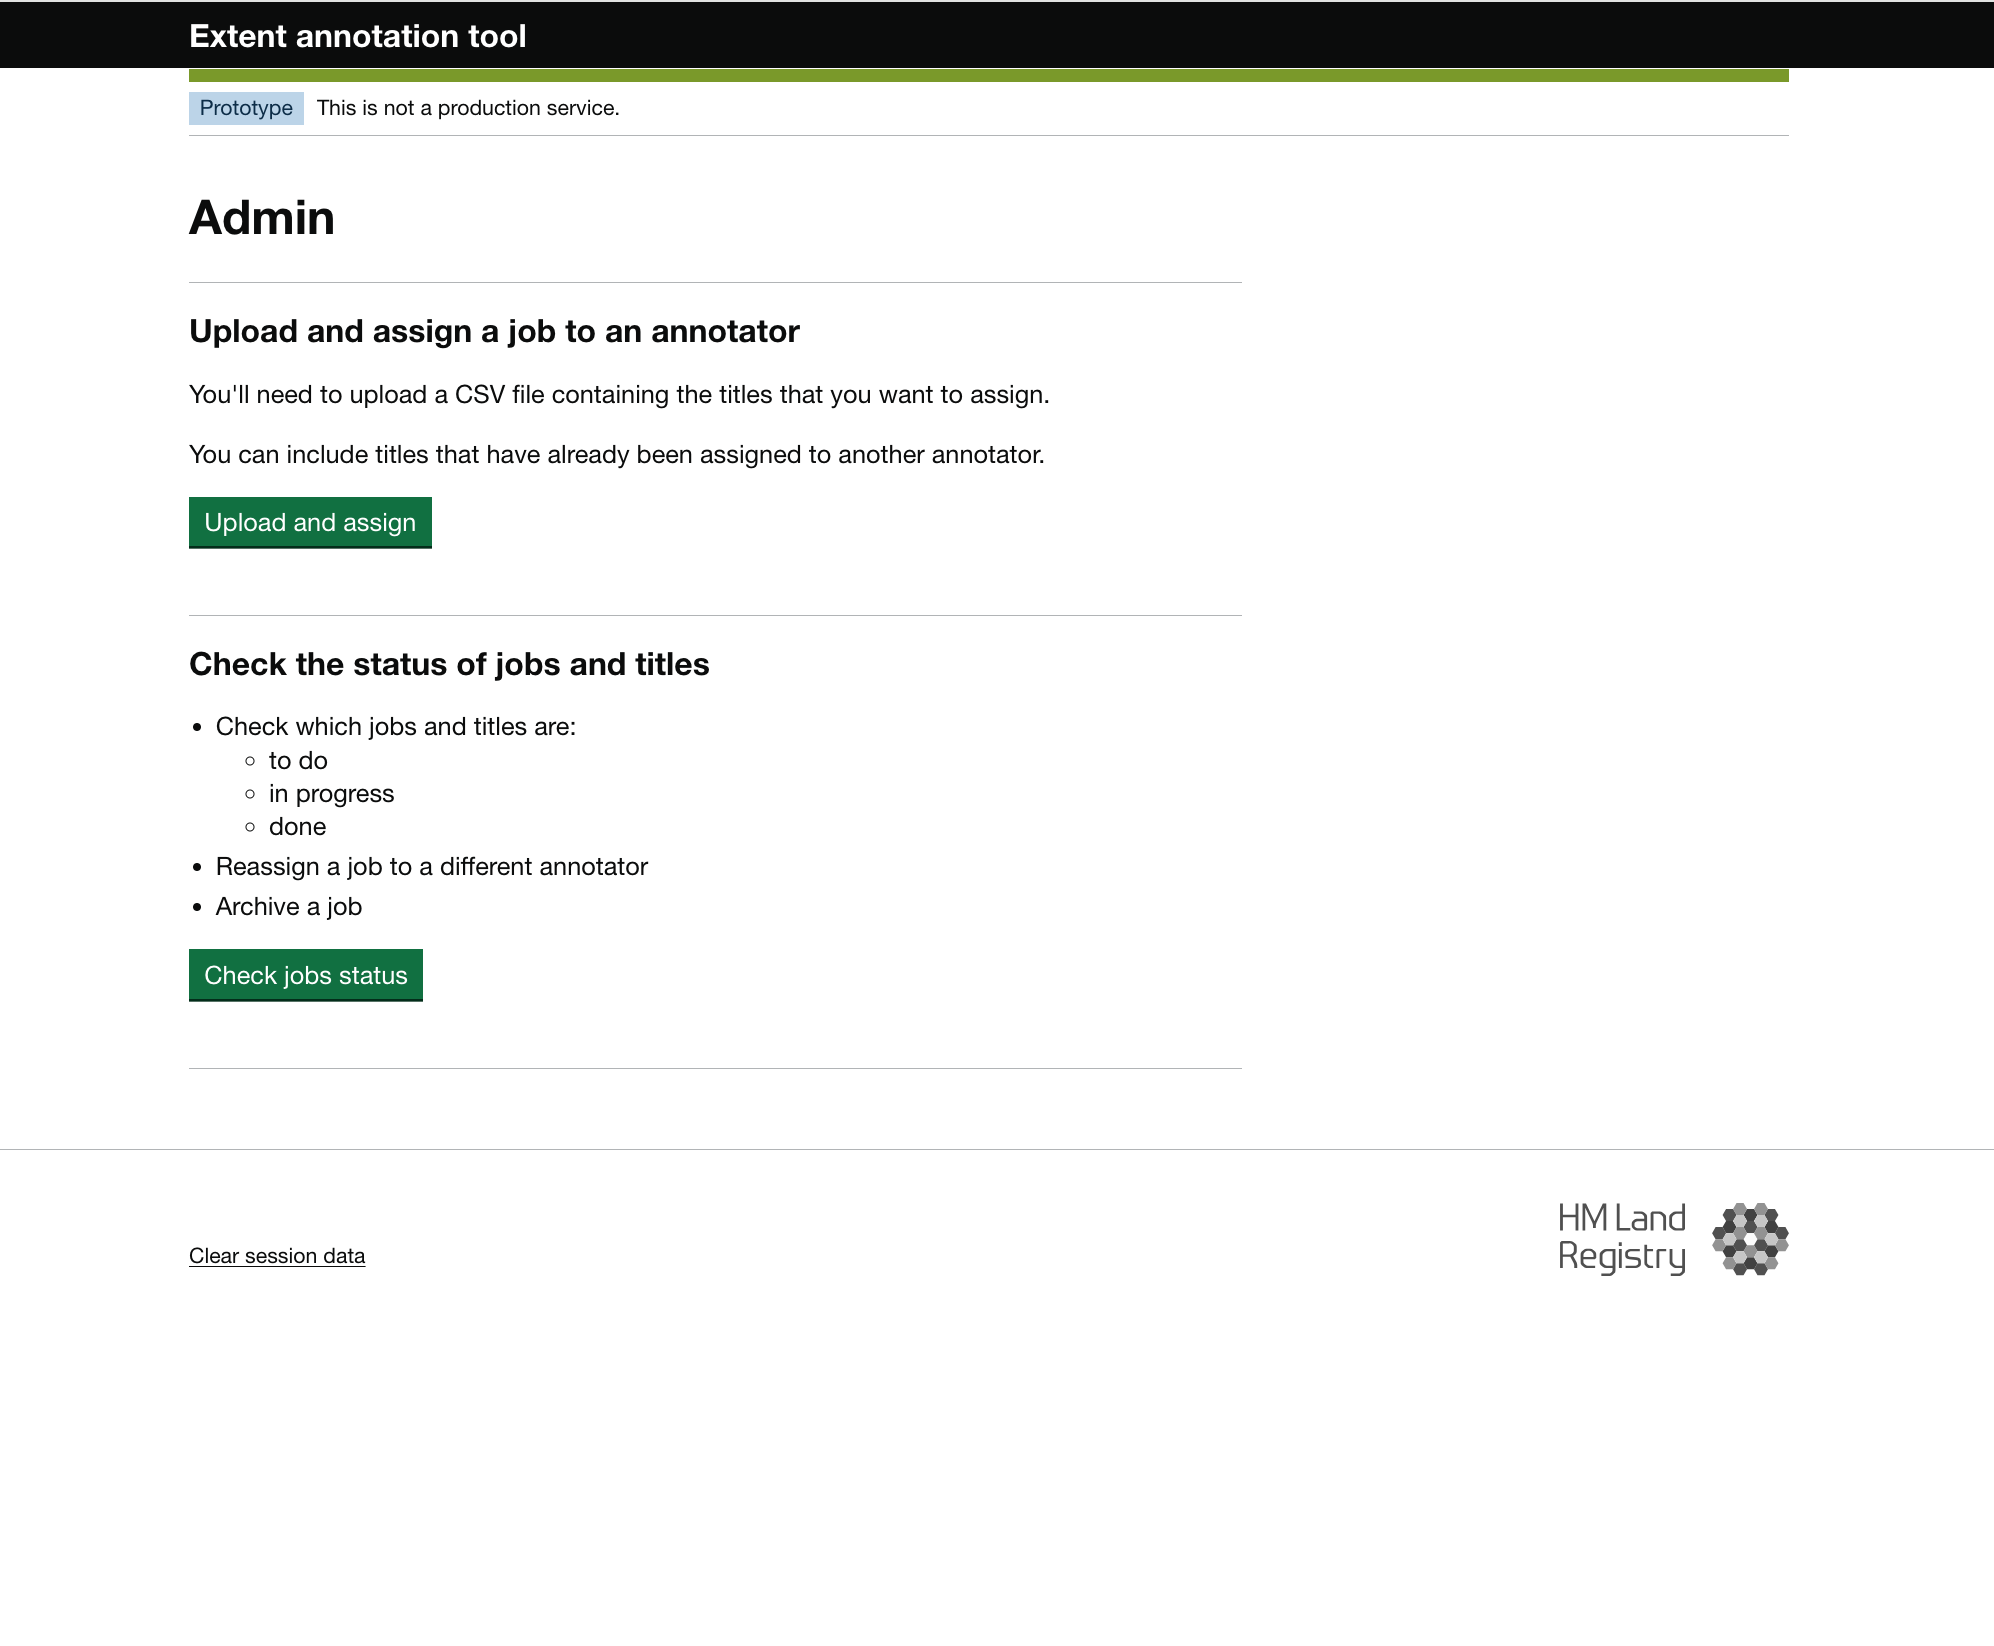 Extent annotation tool
Prototype This is not a production service.
Admin
Upload and assign a job to an annotator
You'll need to upload a CSV file containing the titles that you want to assign.
You can include titles that have already been assigned to another annotator.
Upload and assign
Check the status of jobs and titles
Check which jobs and titles are:
to do
in progress
done
Reassign a job to a different annotator
Archive a job
Check jobs status
Clear session data
HM Land
Registry